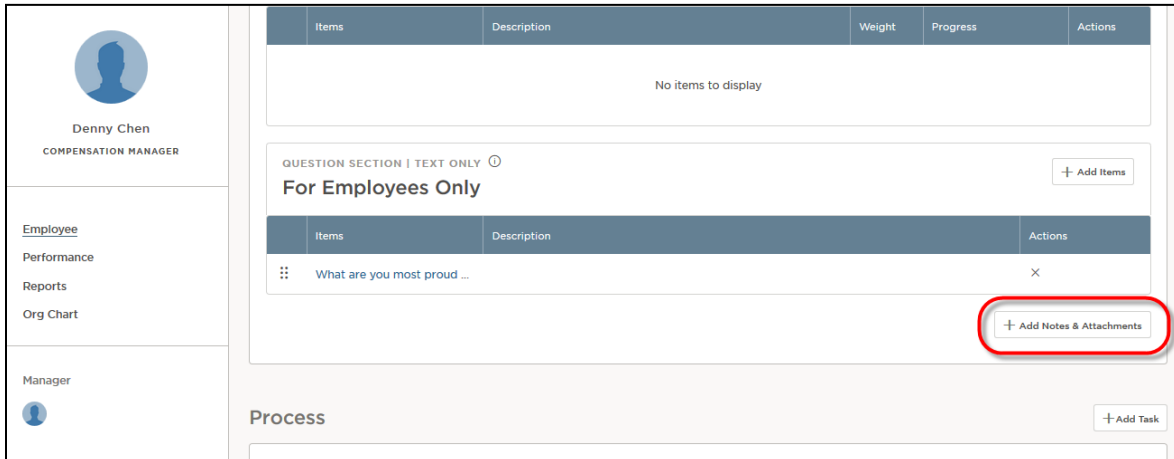 Denny Chen
COMPENSATION MANAGER
Employee
Performance
Reports
Org Chart
Manager
Items Description Weight Progress Actions
No items to display
QUESTION SECTION | TEXT ONLY
For Employees Only
+ Add Items
Items Description Actions
What are you most proud ...
+ Add Notes & Attachments
Process
+ Add Task